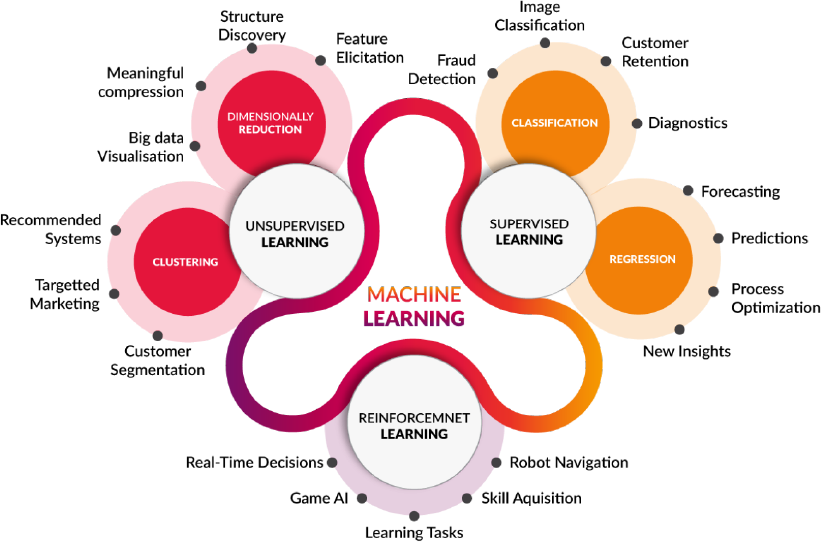 Structure
Discovery
Feature
Elicitation
Meaningful
compression
Big data
Visualisation
DIMENSIONALLY
REDUCTION
UNSUPERVISED
LEARNING
Recommended
Systems
Targetted
Marketing
Customer
Segmentation
CLUSTERING
Image
Classification
Fraud
Detection
Customer
Retention
Diagnostics
CLASSIFICATION
SUPERVISED
LEARNING
Forecasting
Predictions
Process
Optimization
New Insights
REGRESSION
MACHINE
LEARNING
REINFORCEMNET
LEARNING
Real-Time Decisions
Game AI
Learning Tasks
Skill Aquisition
Robot Navigation